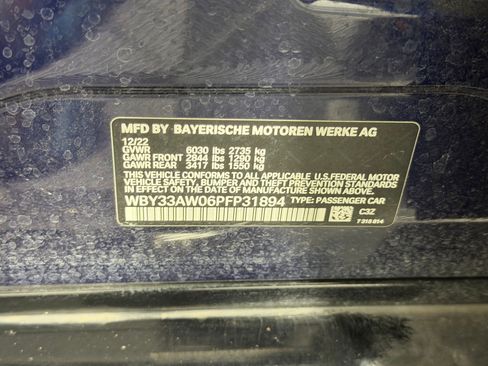 MFD BY BAYERISCHE MOTOREN WERKE AG
12/22
GVWR 6030 lbs 2735 kg
GAWR FRONT 2844 lbs 1290 kg
GAWR REAR 3417 lbs 1550 kg
THIS VEHICLE CONFORMS TO ALL APPLICABLE U.S. FEDERAL MOTOR
VEHICLE SAFETY, BUMPER AND THEFT PREVENTION STANDARDS IN
EFFECT ON THE DATE OF MANUFACTURE SHOWN ABOVE.
WBY33AW06PFP31894 TYPE: PASSENGER CAR
C3Z
7 318 814